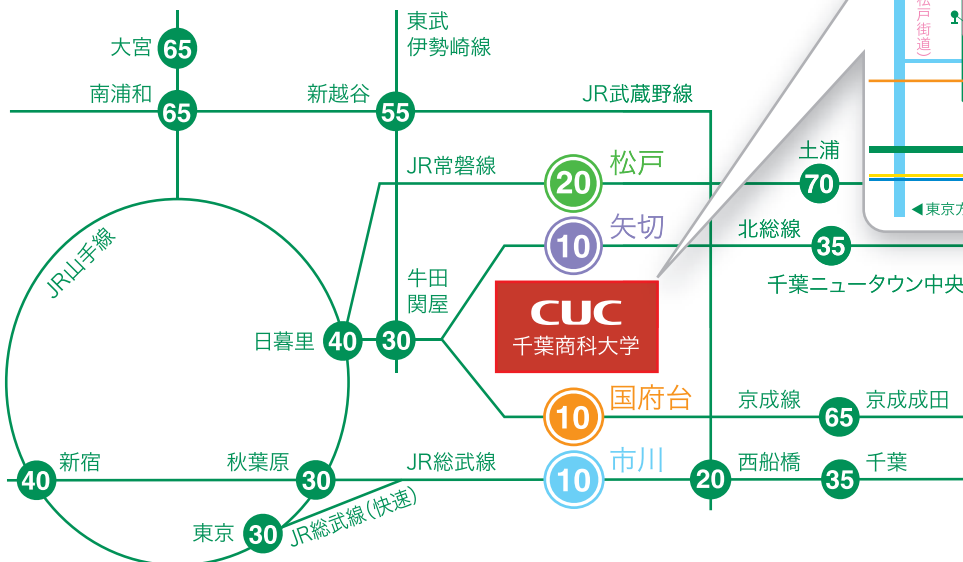 東武
伊勢崎線
大宮
65
南浦和
65
新越谷
55
JR武蔵野線
松戸街道）
JR常磐線
20
松戸
土浦
70
10
矢切
北総線
35
千葉ニュータウン中央
◀東京方
JR山手線
牛田
関屋
CUC
千葉商科大学
日暮里
40
30
10
国府台
京成線
65
京成成田
40
新宿
秋葉原
30
JR総武線
10
市川
20
西船橋
35
千葉
東京
30
JR総武線（快速）